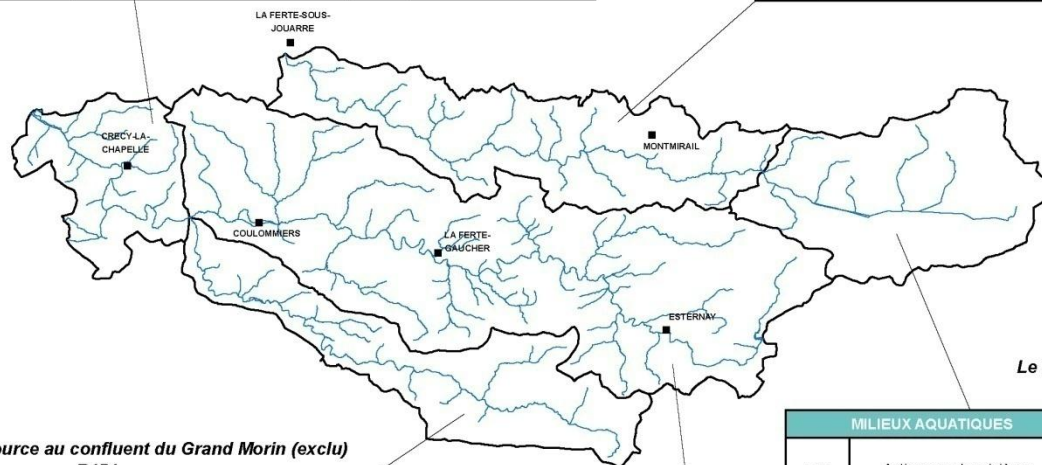 LA FERTE-SOUS-
JOUARRE
CRECY-LA-
CHAPELLE
MONTMIRAIL
COULOMMIERS
LA FERTE-
GAUCHER
ESTERNAY
Le
MILIEUX AQUATIQUES
ource au confluent du Grand Morin (exclu)